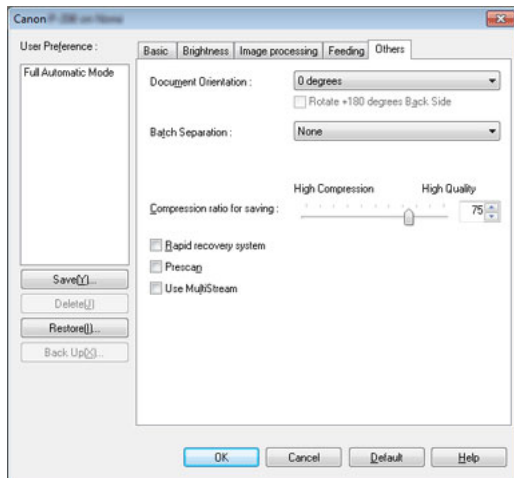 Canon
User Preference :
Full Automatic Mode
Save(Y)...
Delete(J)
Restore(I)...
Back Up(X)...
Basic
Brightness
Image processing
Feeding
Others
Document Orientation :
0 degrees
Rotate +180 degrees Back Side
Batch Separation :
None
High Compression
High Quality
Compression ratio for saving :
75
Rapid recovery system
Prescan
Use MultiStream
OK
Cancel
Default
Help